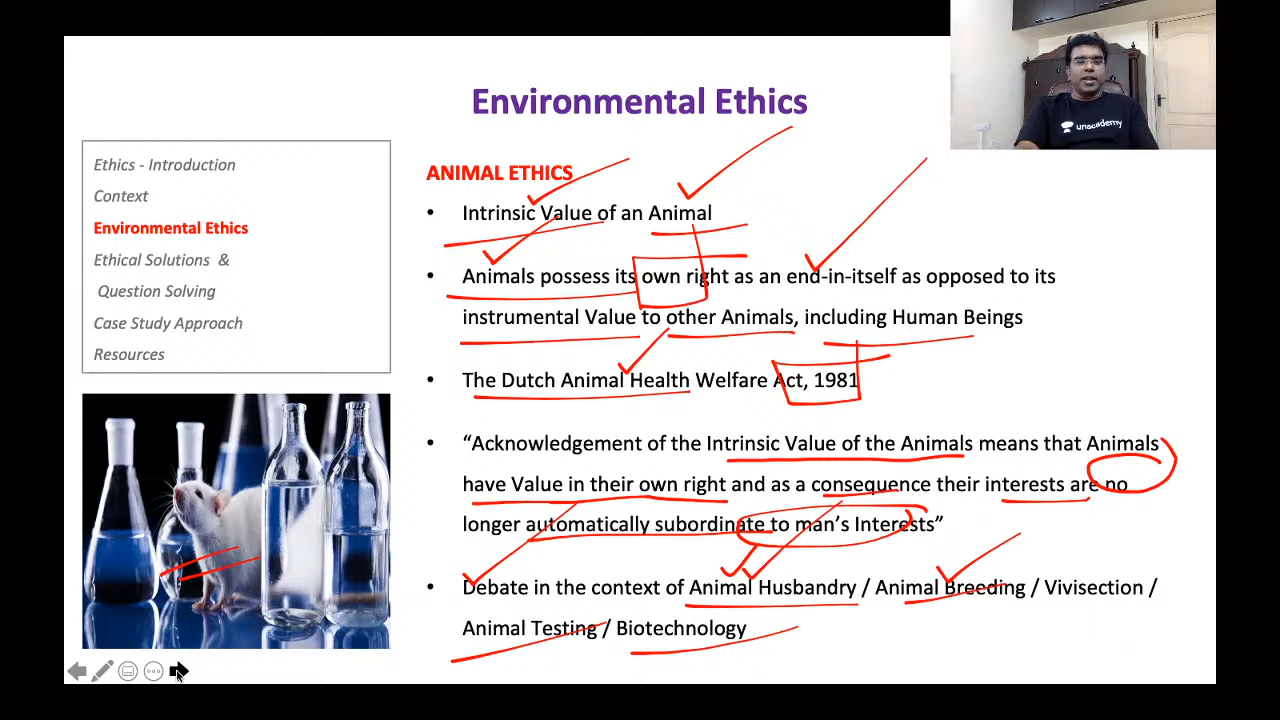 unacademy
Environmental Ethics
Ethics - Introduction
Context
Environmental Ethics
Ethical Solutions &
Question Solving
Case Study Approach
Resources
ANIMAL ETHICS
• Intrinsic Value of an Animal
• Animals possess its own right as an end-in-itself as opposed to its
instrumental Value to other Animals, including Human Beings
• The Dutch Animal Health Welfare Act, 1981
• “Acknowledgement of the Intrinsic Value of the Animals means that Animals
have Value in their own right and as a consequence their interests are no
longer automatically subordinate to man’s Interests”
• Debate in the context of Animal Husbandry / Animal Breeding / Vivisection /
Animal Testing / Biotechnology